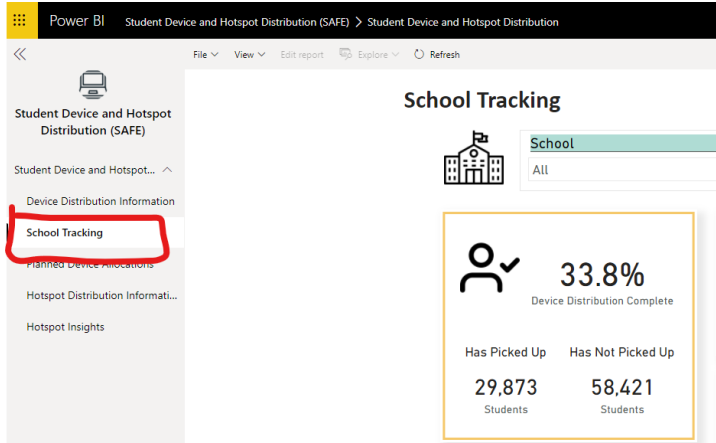 Power BI Student Device and Hotspot Distribution (SAFE) > Student Device and Hotspot Distribution
File View Edit report Explore Refresh
Student Device and Hotspot
Distribution (SAFE)
Student Device and Hotspot...
Device Distribution Information
School Tracking
Planned Device Allocations
Hotspot Distribution Informati...
Hotspot Insights
School Tracking
School
All
33.8%
Device Distribution Complete
Has Picked Up Has Not Picked Up
29,873 58,421
Students Students